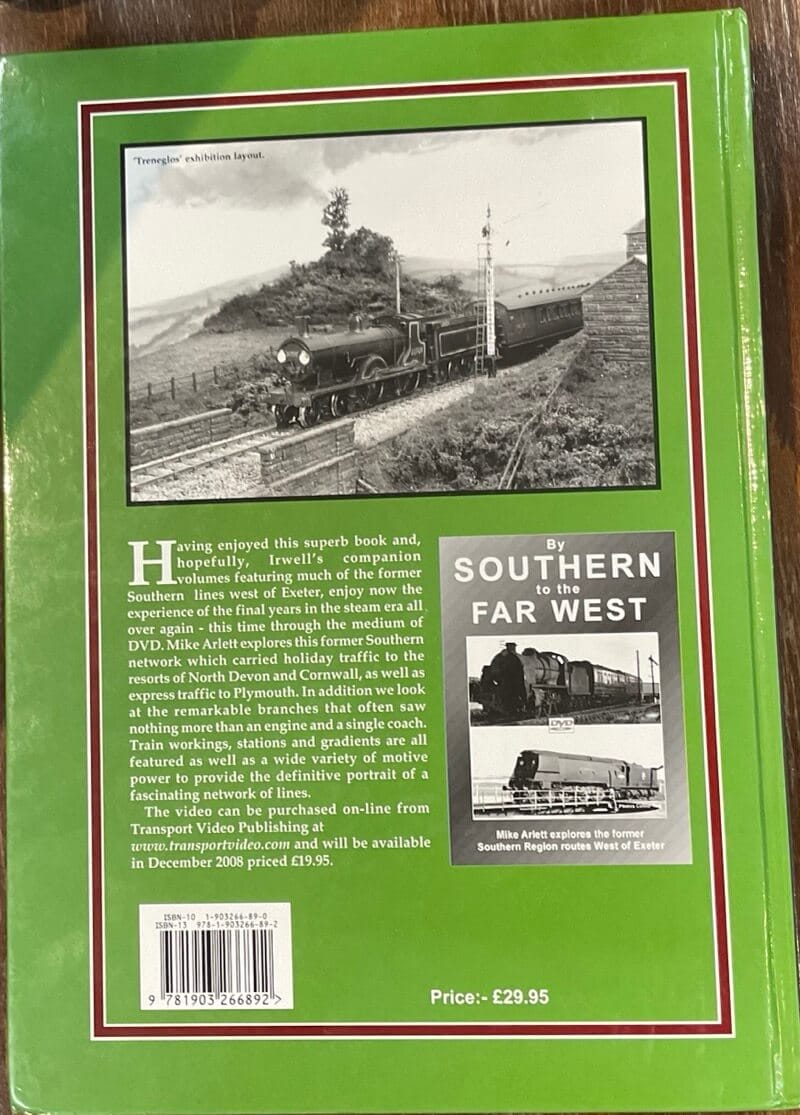 'Treneglos' exhibition layout.
Having enjoyed this superb book and,
hopefully, Irwell's companion
volumes featuring much of the former
Southern lines west of Exeter, enjoy now the
experience of the final years in the steam era all
over again - this time through the medium of
DVD. Mike Arlett explores this former Southern
network which carried holiday traffic to the
resorts of North Devon and Cornwall, as well as
express traffic to Plymouth. In addition we look
at the remarkable branches that often saw
nothing more than an engine and a single coach.
Train workings, stations and gradients are all
featured as well as a wide variety of motive
power to provide the definitive portrait of a
fascinating network of lines.
The video can be purchased on-line from
Transport Video Publishing at
www.transportvideo.com and will be available
in December 2008 priced £19.95.
By
SOUTHERN
to the
FAR WEST
DVD
Mike Arlett explores the former
Southern Region routes West of Exeter
ISBN-10 1-903266-89-0
ISBN-13 978-1-903266-89-2
9 781903 266892 >
Price:- £29.95